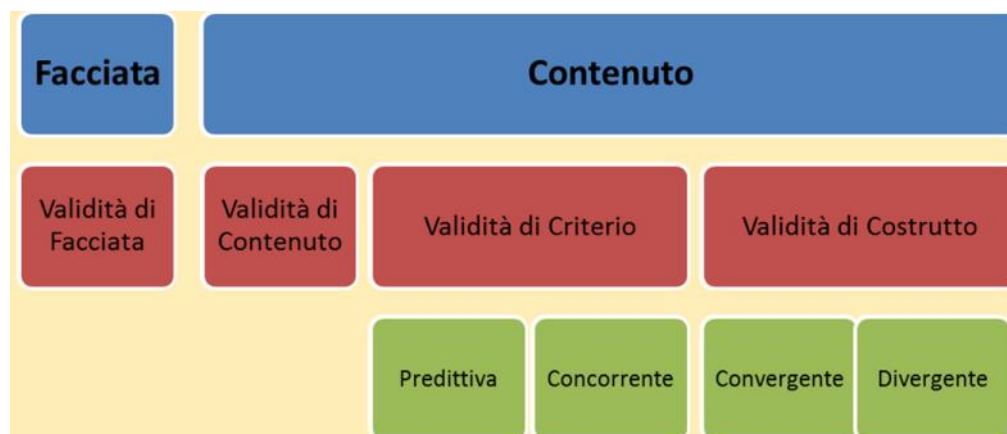 Facciata
Contenuto
Validità di
Facciata
Validità di
Contenuto
Validità di Criterio
Validità di Costrutto
Predittiva
Concorrente
Convergente
Divergente